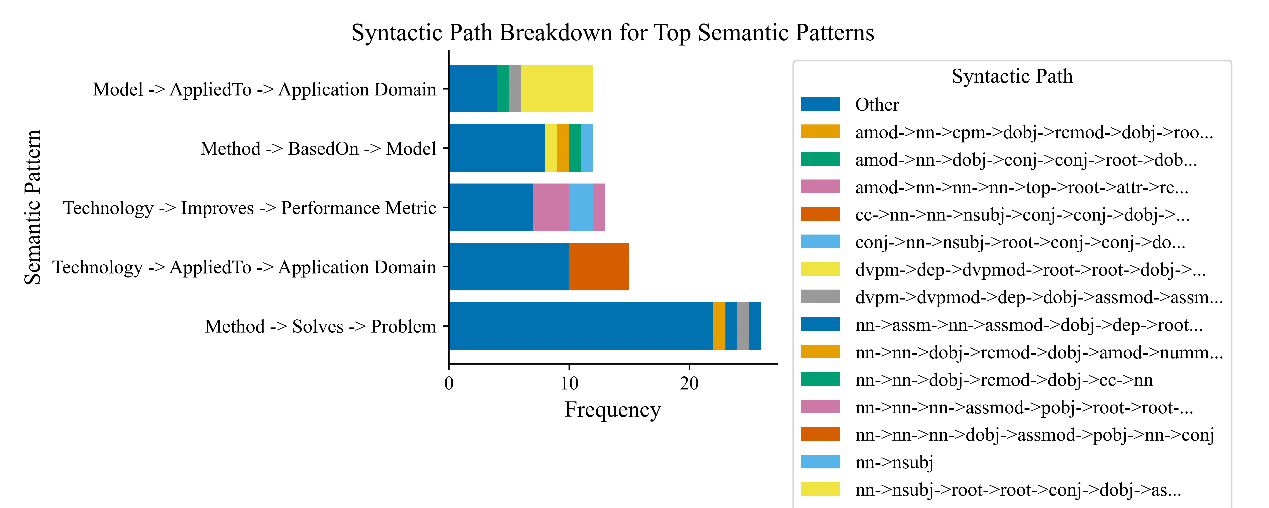 Syntactic Path Breakdown for Top Semantic Patterns
Semantic Pattern
Model -> AppliedTo -> Application Domain
Method -> BasedOn -> Model
Technology -> Improves -> Performance Metric
Technology -> AppliedTo -> Application Domain
Method -> Solves -> Problem
0 10 20
Frequency
Syntactic Path
Other
amod->nn->cpm->dobj->rcmod->dobj->roo...
amod->nn->dobj->conj->conj->root->dob...
amod->nn->nn->nn->top->root->attr->rc...
cc->nn->nn->nsubj->conj->conj->dobj->...
conj->nn->nsubj->root->conj->conj->do...
dvpm->dep->dvpmod->root->root->dobj->...
dvpm->dvpmod->dep->dobj->assmod->assm...
nn->assm->nn->assmod->dobj->dep->root...
nn->nn->dobj->rcmod->dobj->amod->numm...
nn->nn->dobj->rcmod->dobj->cc->nn
nn->nn->nn->assmod->pobj->root->root-...
nn->nn->nn->dobj->assmod->pobj->nn->conj
nn->nsubj
nn->nsubj->root->root->conj->dobj->as...